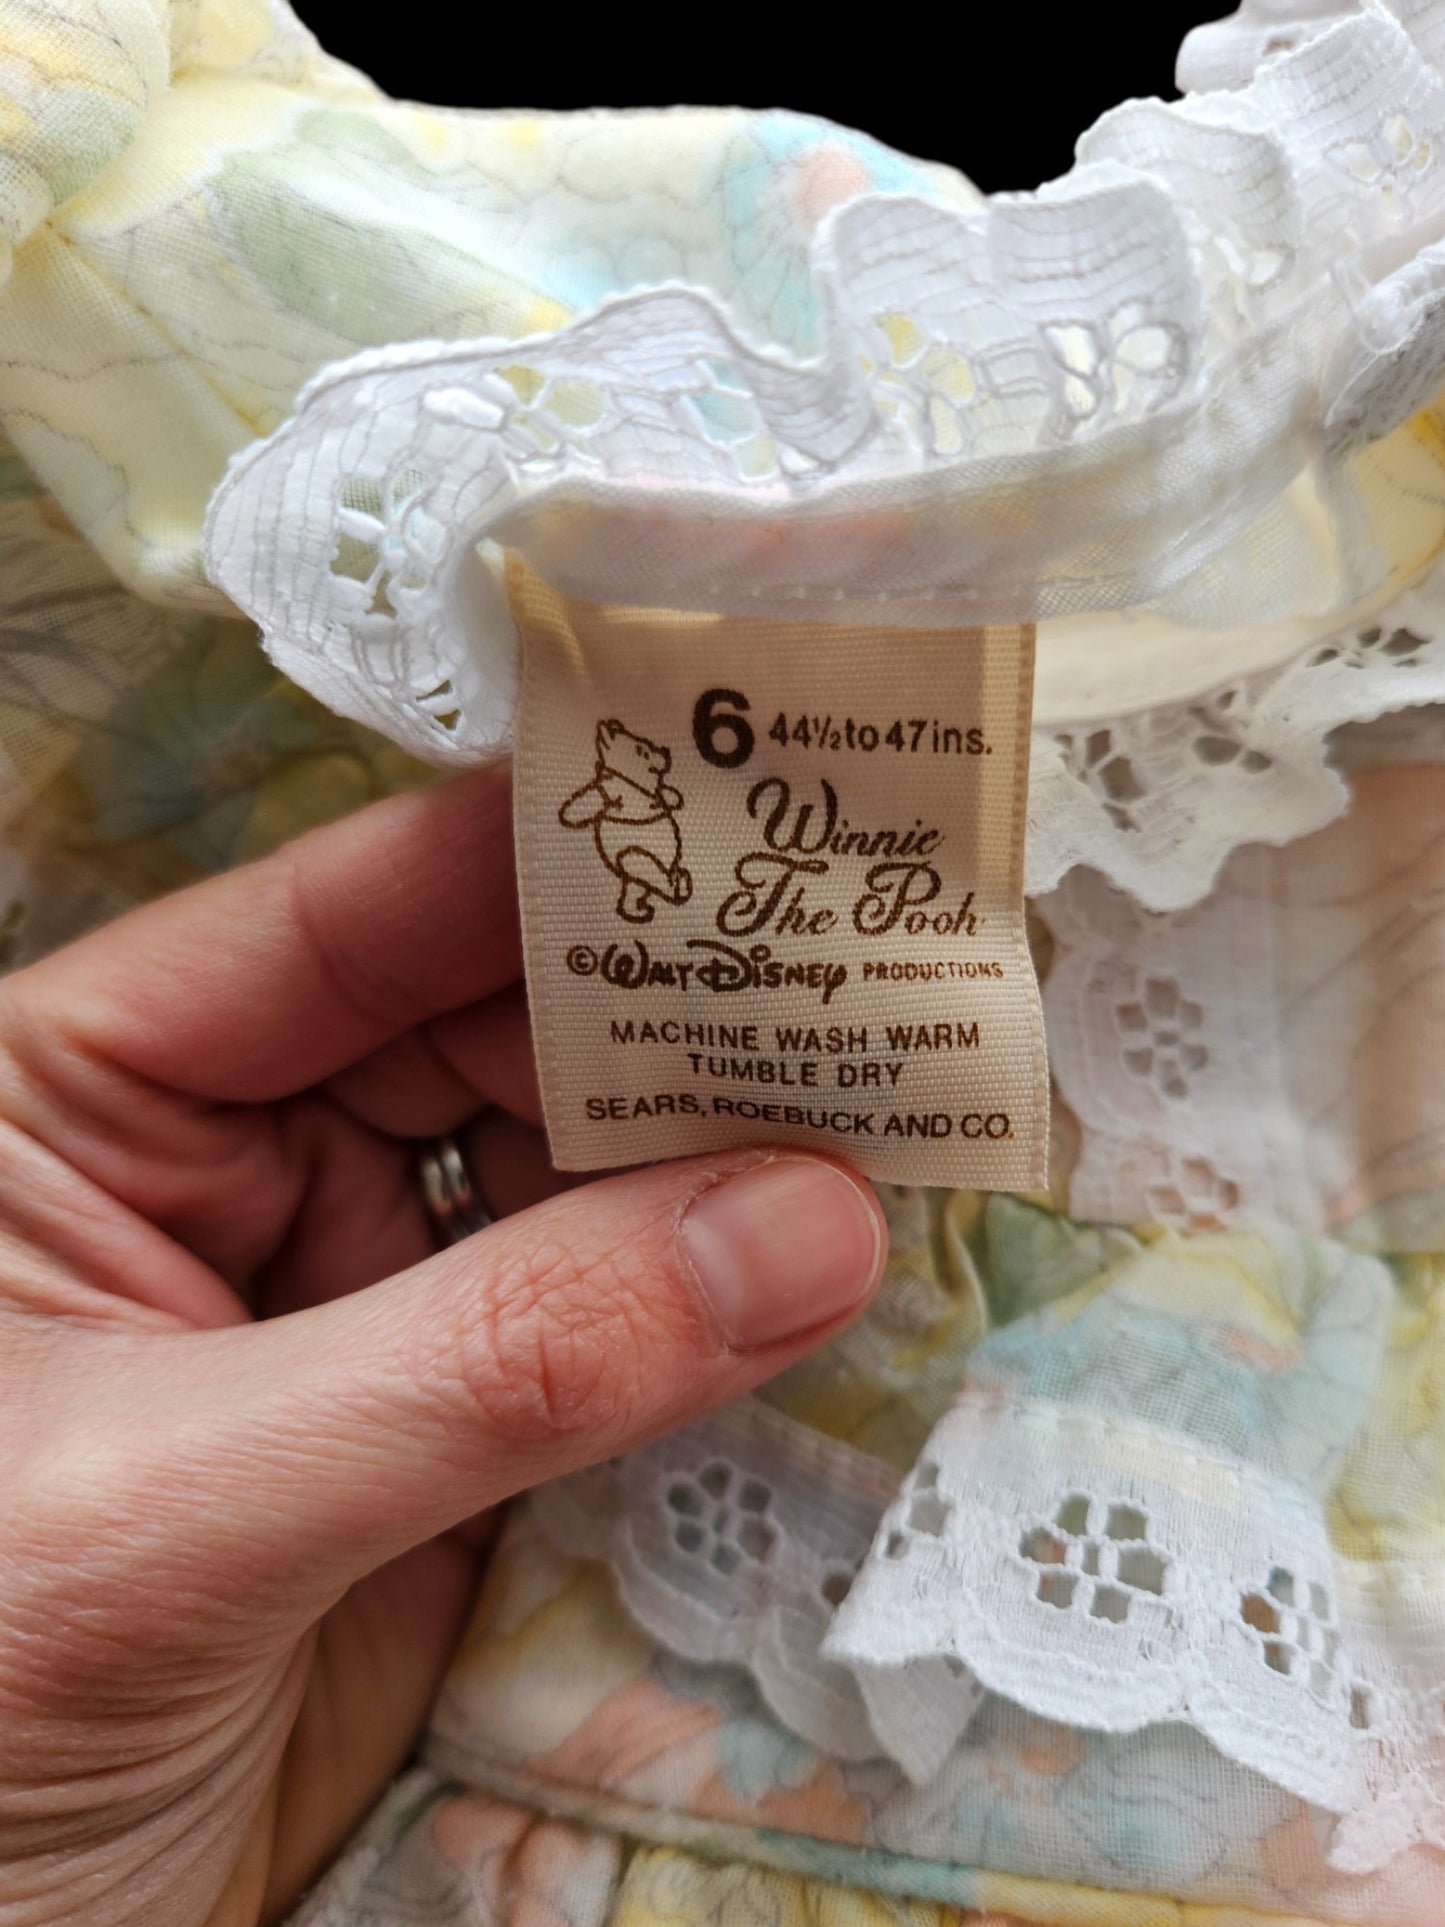 6 44½ to 47 ins.
Winnie
The Pooh
© Walt Disney PRODUCTIONS
MACHINE WASH WARM
TUMBLE DRY
SEARS, ROEBUCK AND CO.